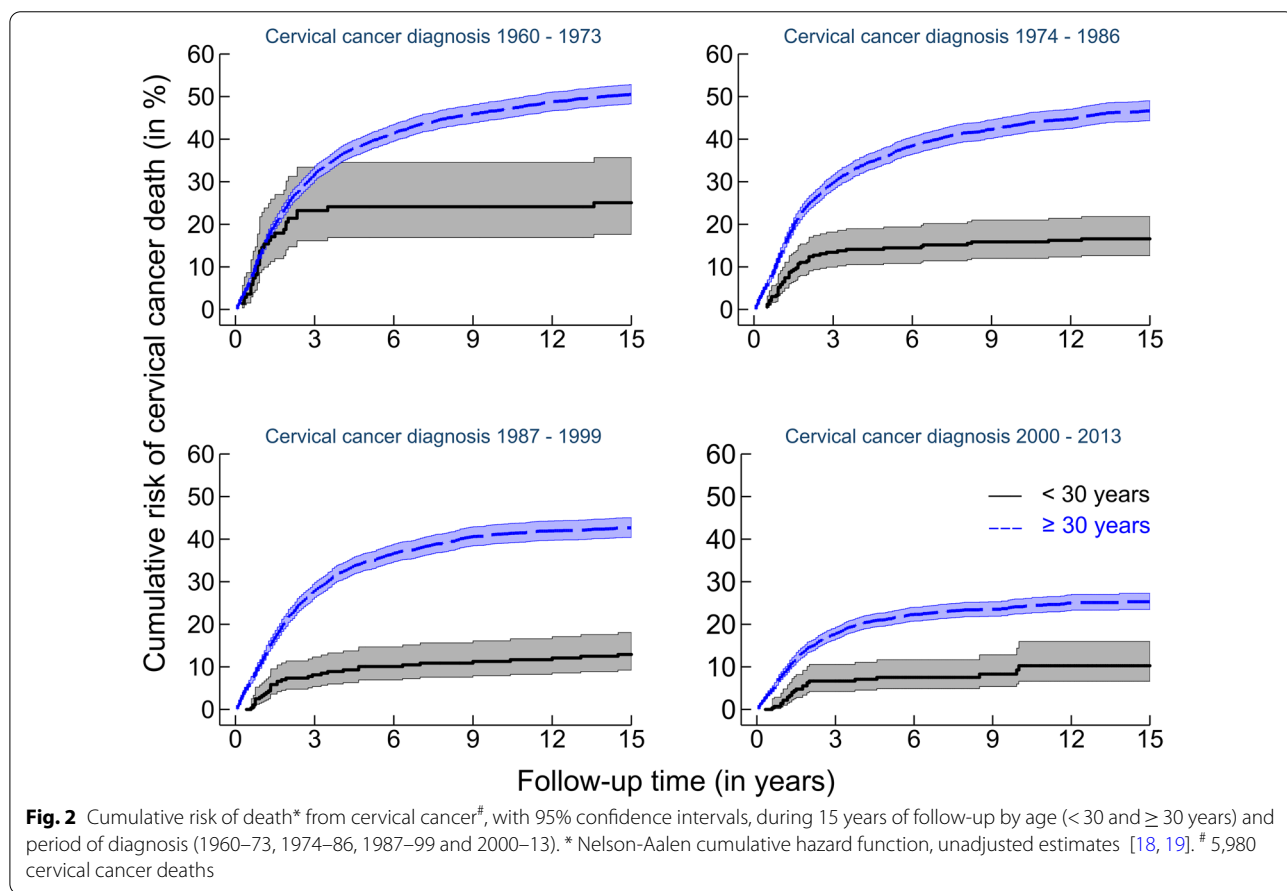 Cumulative risk of cervical cancer death (in %)
Cervical cancer diagnosis 1960 - 1973
60
50
40
30
20
10
0
0 3 6 9 12 15
Cervical cancer diagnosis 1974 - 1986
60
50
40
30
20
10
0
0 3 6 9 12 15
Cervical cancer diagnosis 1987 - 1999
60
50
40
30
20
10
0
0 3 6 9 12 15
Cervical cancer diagnosis 2000 - 2013
60
50
40
30
20
10
0
< 30 years
≥ 30 years
0 3 6 9 12 15
Follow-up time (in years)
Fig. 2 Cumulative risk of death* from cervical cancer#, with 95% confidence intervals, during 15 years of follow-up by age (< 30 and ≥ 30 years) and
period of diagnosis (1960–73, 1974–86, 1987–99 and 2000–13). * Nelson-Aalen cumulative hazard function, unadjusted estimates [18, 19]. # 5,980
cervical cancer deaths